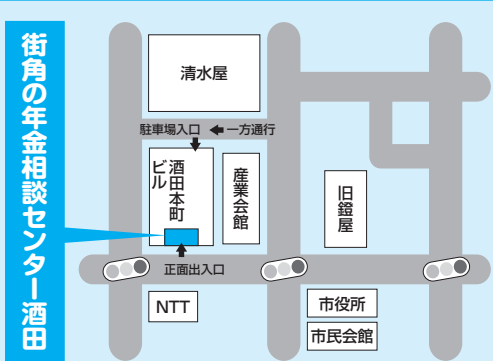 街角の年金相談センター酒田
清水屋
駐車場入口 ← 一方通行
酒田本町
ビル
産業会館
旧鐙屋
正面出入口
NTT
市役所
市民会館